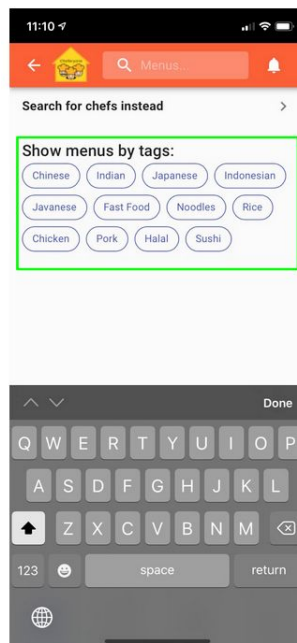 11:10
Menus...
Search for chefs instead
Show menus by tags:
Chinese Indian Japanese Indonesian
Javanese Fast Food Noodles Rice
Chicken Pork Halal Sushi
Done
Q W E R T Y U I O P
A S D F G H J K L
Z X C V B N M
123 space return